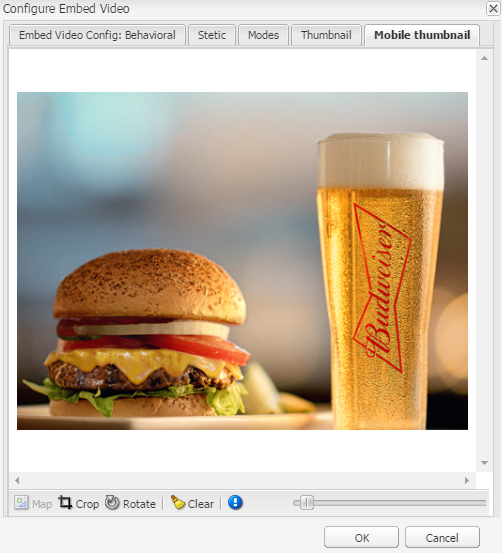 Configure Embed Video
Embed Video Config: Behavioral Stetic Modes Thumbnail Mobile thumbnail
Budweiser
Map Crop Rotate Clear
OK Cancel